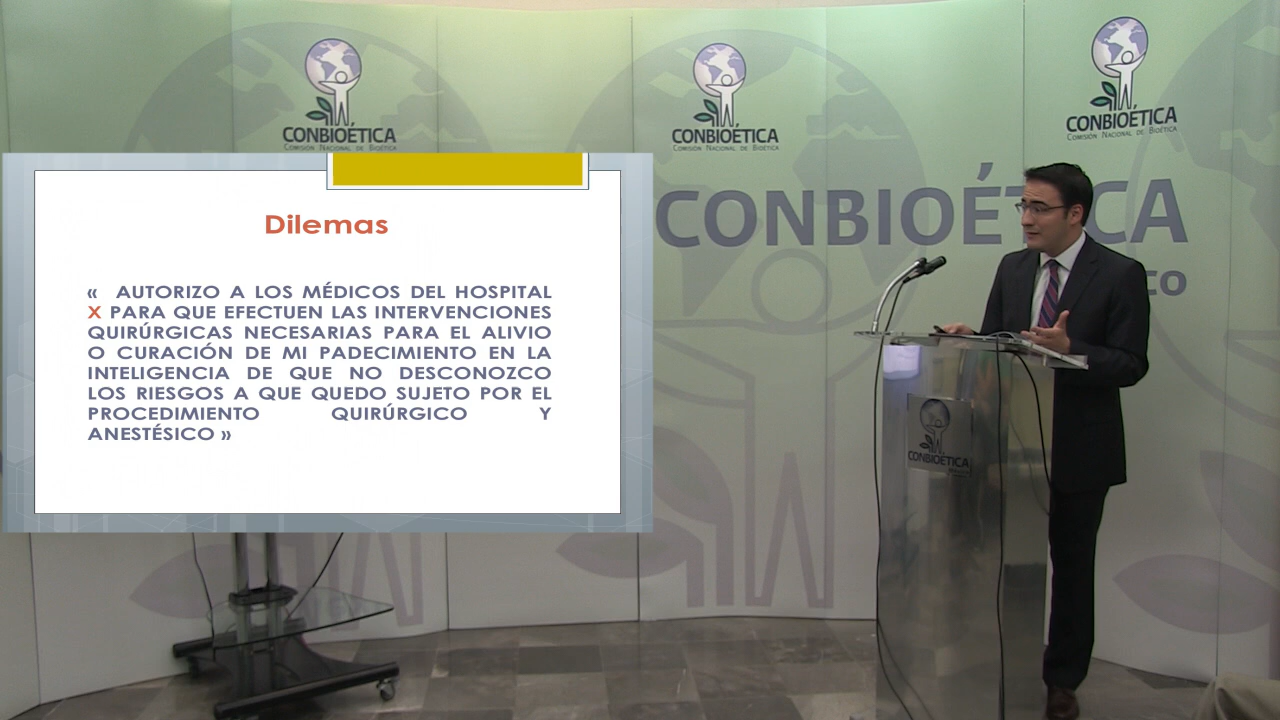 CONBIOÉTICA
COMISIÓN NACIONAL DE BIOÉTICA
CONBIOÉTICA
COMISIÓN NACIONAL DE BIOÉTICA
CONBIOÉTICA
COMISIÓN NACIONAL DE BIOÉTICA
Dilemas
« AUTORIZO A LOS MÉDICOS DEL HOSPITAL
X PARA QUE EFECTUEN LAS INTERVENCIONES
QUIRÚRGICAS NECESARIAS PARA EL ALIVIO
O CURACIÓN DE MI PADECIMIENTO EN LA
INTELIGENCIA DE QUE NO DESCONOZCO
LOS RIESGOS A QUE QUEDO SUJETO POR EL
PROCEDIMIENTO QUIRÚRGICO Y
ANESTÉSICO »
CONBIOÉ CA
CO
CONBIOÉTICA